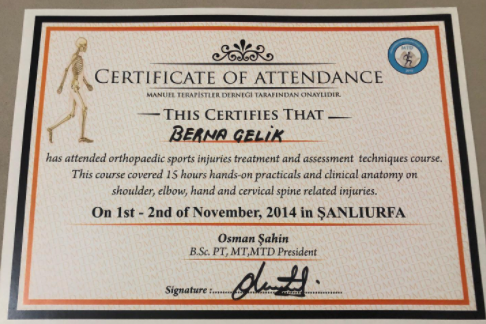 CERTIFICATE OF ATTENDANCE
MANUEL TERAPİSTLER DERNEĞİ TARAFINDAN ONAYLIDIR.
THIS CERTIFIES THAT
BERNA GELİK
has attended orthopaedic sports injuries treatment and assessment techniques course.
This course covered 15 hours hands-on practicals and clinical anatomy on
shoulder, elbow, hand and cervical spine related injuries.
On 1st - 2nd of November, 2014 in ŞANLIURFA
Osman Şahin
B.Sc. PT, MT,MTD President
Signature :